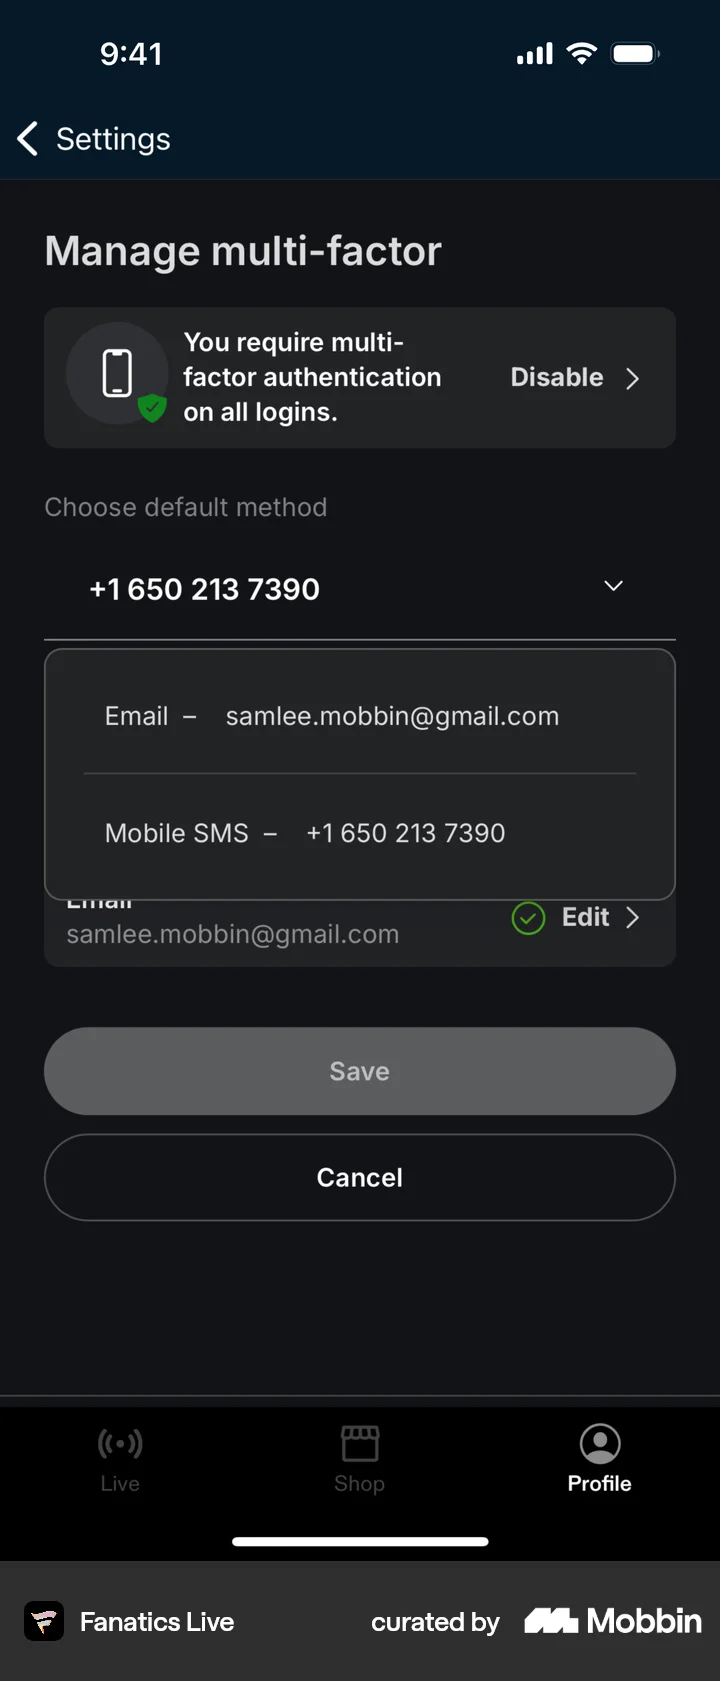 9:41
Settings
Manage multi-factor
You require multi-
factor authentication
on all logins.
Disable
Choose default method
+1 650 213 7390
Email – samlee.mobbin@gmail.com
Mobile SMS – +1 650 213 7390
Email
samlee.mobbin@gmail.com
Edit
Save
Cancel
Live
Shop
Profile
Fanatics Live
curated by Mobbin